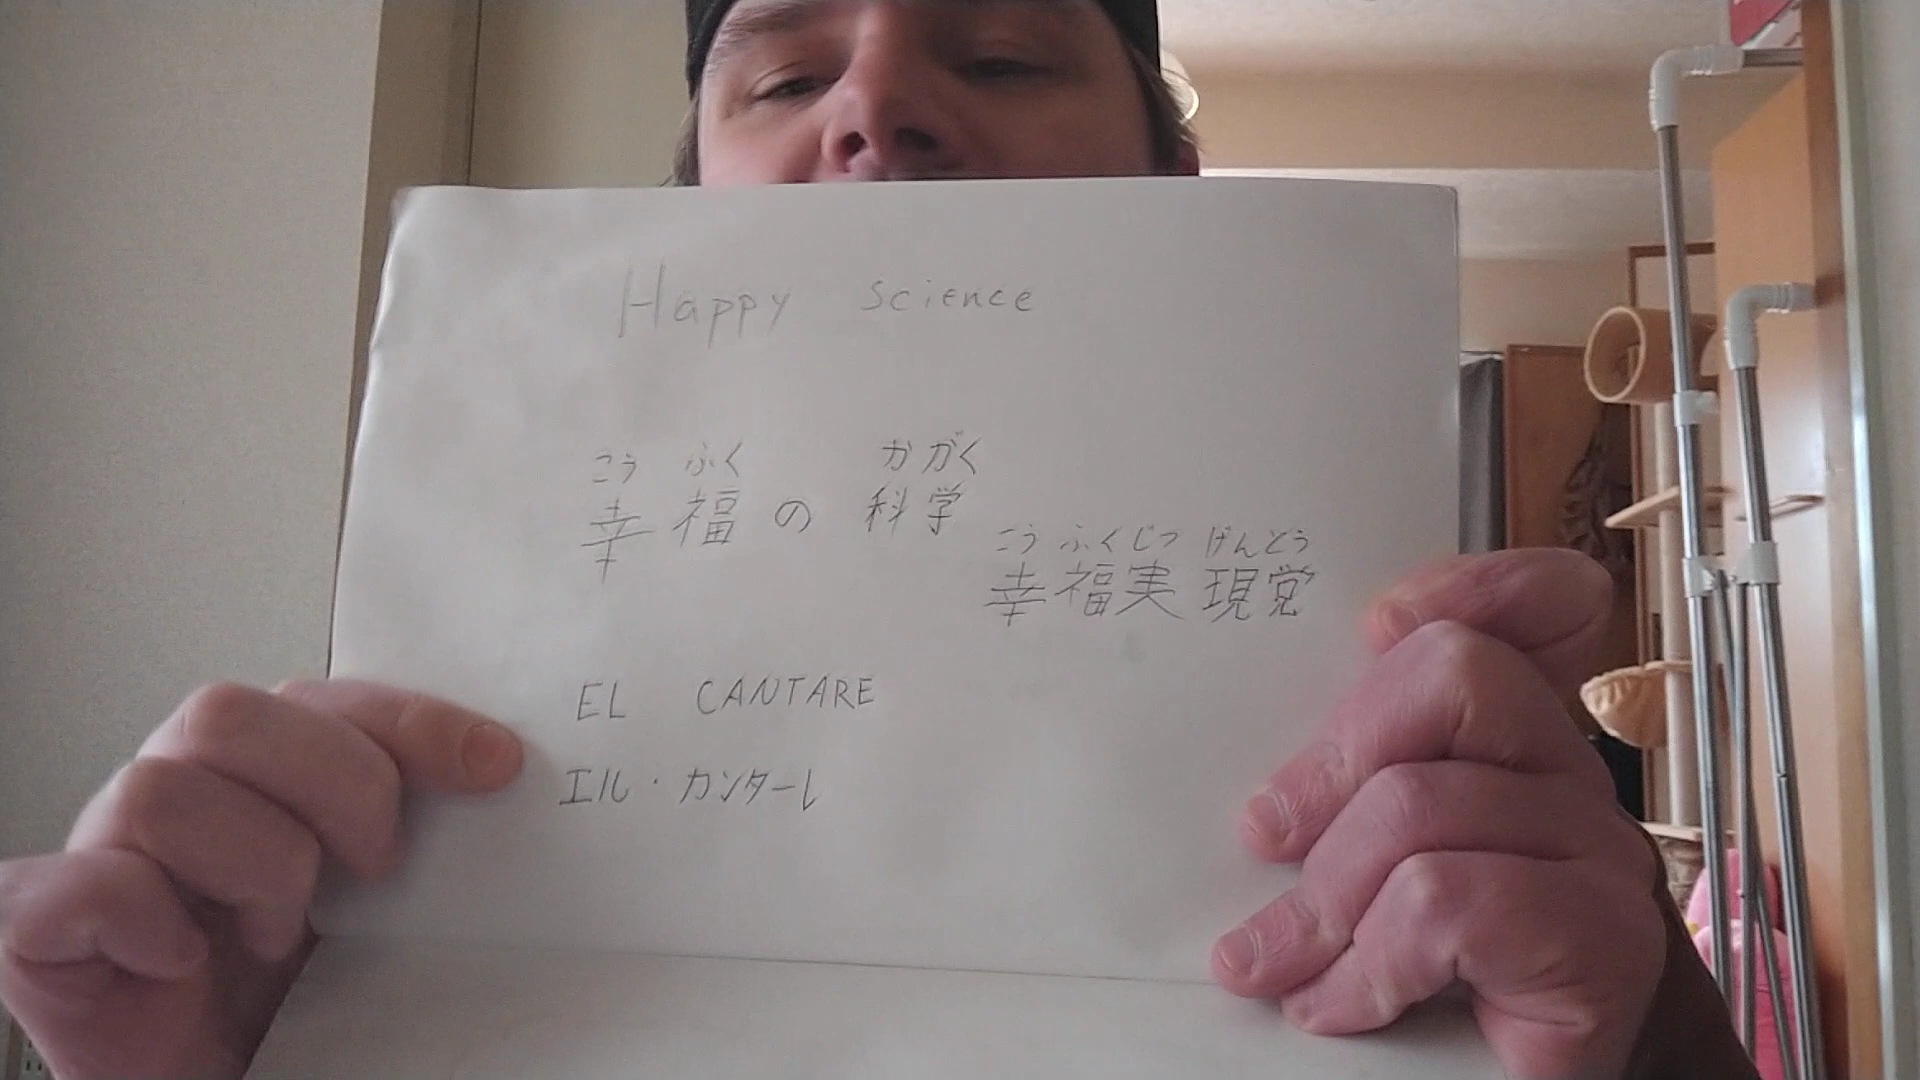 Happy Science
こう ふく かがく
幸福の科学
こう ふくじつ げんとう
幸福実現党
EL CANTARE
エル・カンターレ